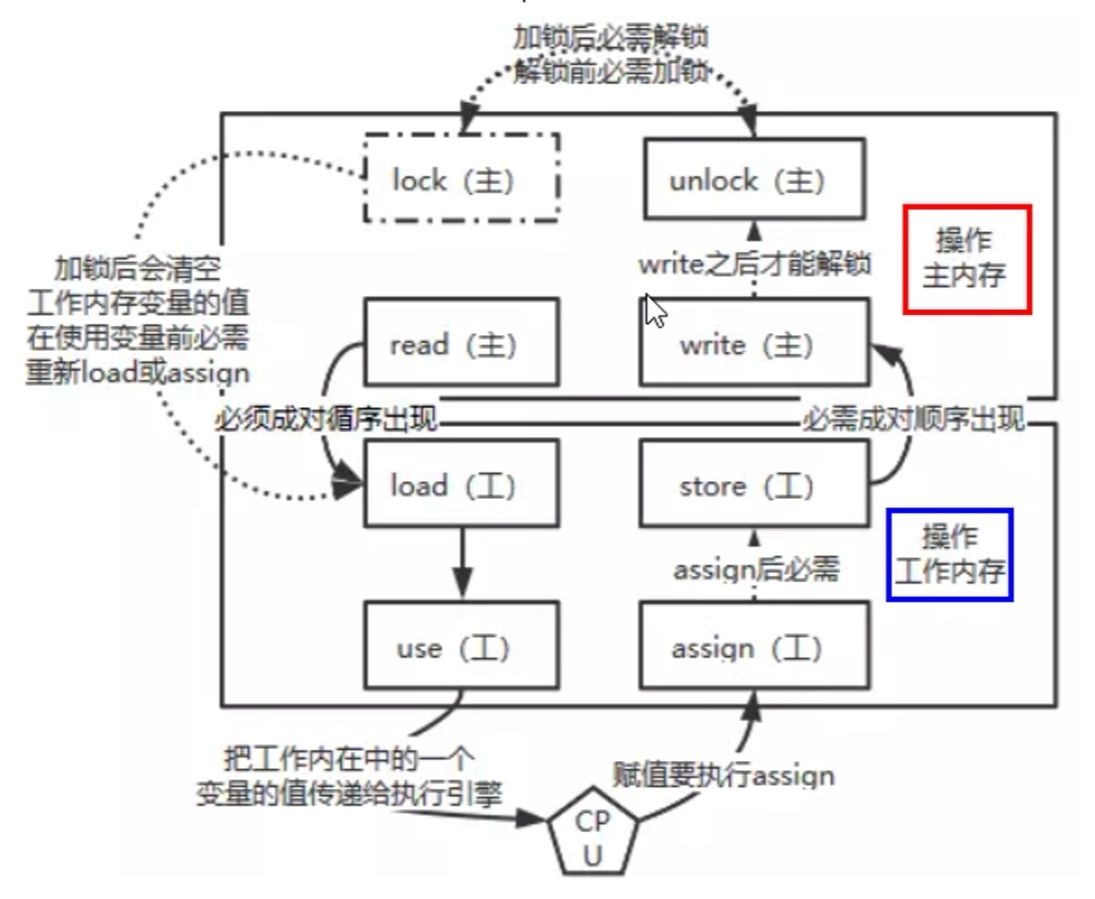 加锁后必需解锁
解锁前必需加锁
lock（主）
unlock（主）
操作
主内存
write之后才能解锁
加锁后会清空
工作内存变量的值
在使用变量前必需
重新load或assign
read（主）
write（主）
必须成对循序出现
必需成对顺序出现
load（工）
store（工）
操作
工作内存
assign后必需
use（工）
assign（工）
把工作内在中的一个
变量的值传递给执行引擎
赋值要执行assign
CP
U